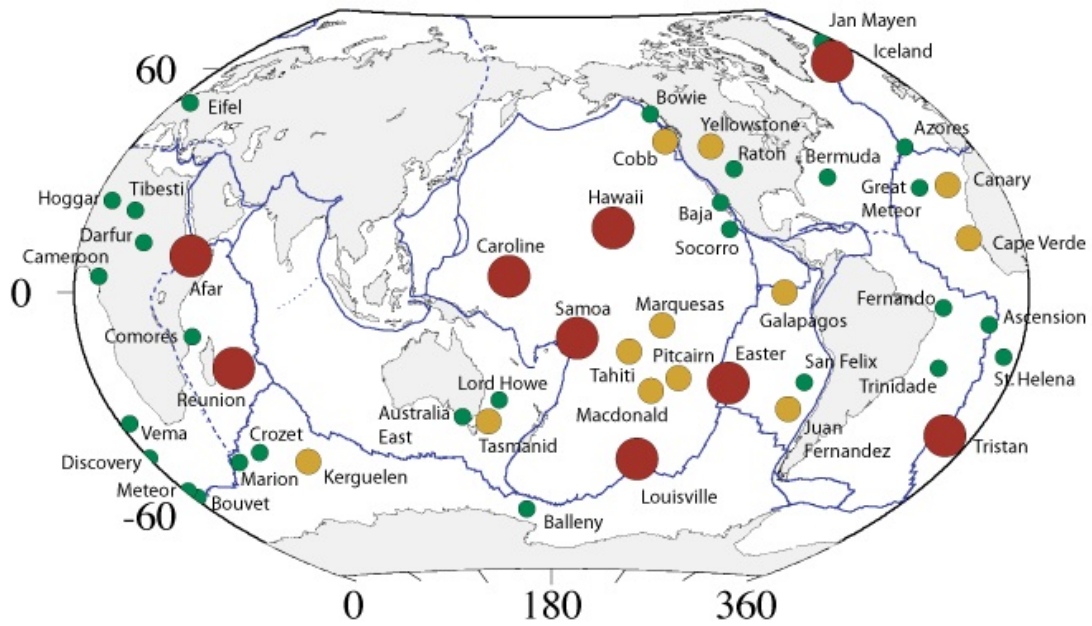 Jan Mayen
Iceland
60
Eifel
Bowie
Yellowstone
Azores
Cobb
Raton
Bermuda
Hoggar
Tibesti
Great
Meteor
Canary
Hawaii
Baja
Darfur
Socorro
Cape Verde
Caroline
Cameroon
0
Afar
Samoa
Marquesas
Galapagos
Fernando
Ascension
Comores
Pitcairn
Easter
San Felix
Tahiti
Trinidade
St. Helena
Reunion
Lord Howe
Macdonald
Australia
East
Vema
Crozet
Tasmanid
Juan
Fernandez
Tristan
Discovery
Marion
Kerguelen
Meteor
Bouvet
Louisville
-60
Balleny
0
180
360